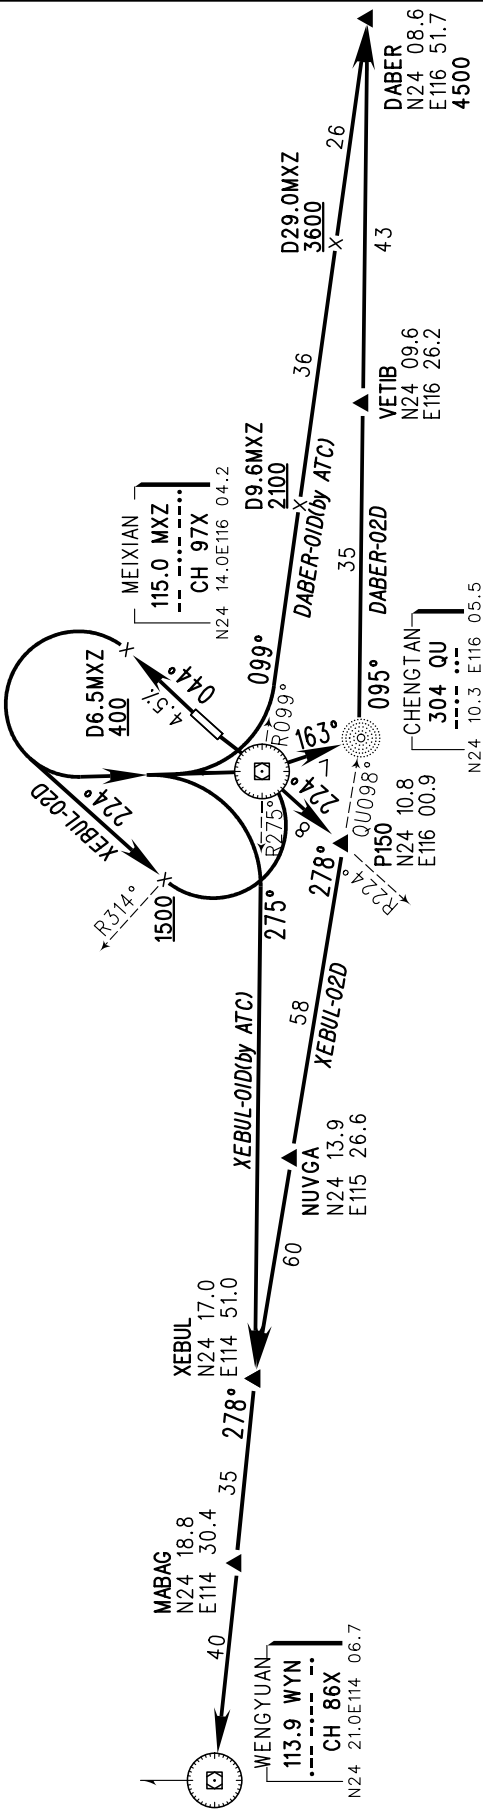 DABER
N24 08.6
E116 51.7
4500
26
D29.0MXZ
3600
43
36
VETIB
N24 09.6
E116 26.2
D9.6MXZ
2100
DABER-01D(by ATC)
35
DABER-02D
MEIXIAN
115.0 MXZ
CH 97X
N24 14.0E116 04.2
CHENGTAN
304 QU
N24 10.3 E116 05.5
D6.5MXZ
400
044°
4.5%
099°
R099°
163°
7
095°
224°
XEBUL-02D
R314°
1500
R275°
224°
8
QU098°
P150
N24 10.8
E116 00.9
R224°
275°
278°
XEBUL-01D(by ATC)
58
XEBUL-02D
NUVGA
N24 13.9
E115 26.6
60
XEBUL
N24 17.0
E114 51.0
278°
35
MABAG
N24 18.8
E114 30.4
40
WENGYUAN
113.9 WYN
CH 86X
N24 21.0E114 06.7